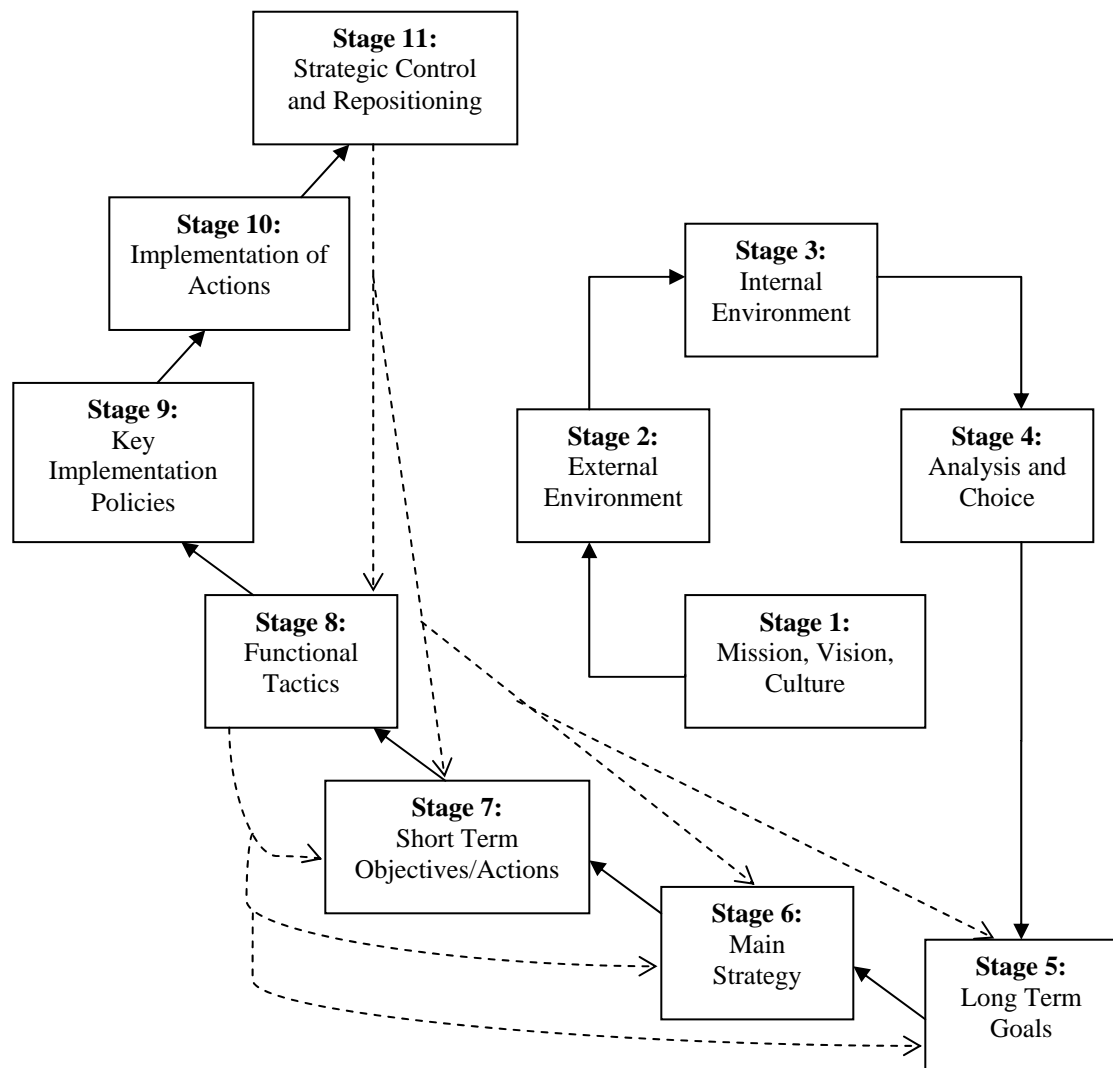 Stage 11:
Strategic Control
and Repositioning
Stage 10:
Implementation of
Actions
Stage 3:
Internal
Environment
Stage 9:
Key
Implementation
Policies
Stage 2:
External
Environment
Stage 4:
Analysis and
Choice
Stage 8:
Functional
Tactics
Stage 1:
Mission, Vision,
Culture
Stage 7:
Short Term
Objectives/Actions
Stage 6:
Main
Strategy
Stage 5:
Long Term
Goals